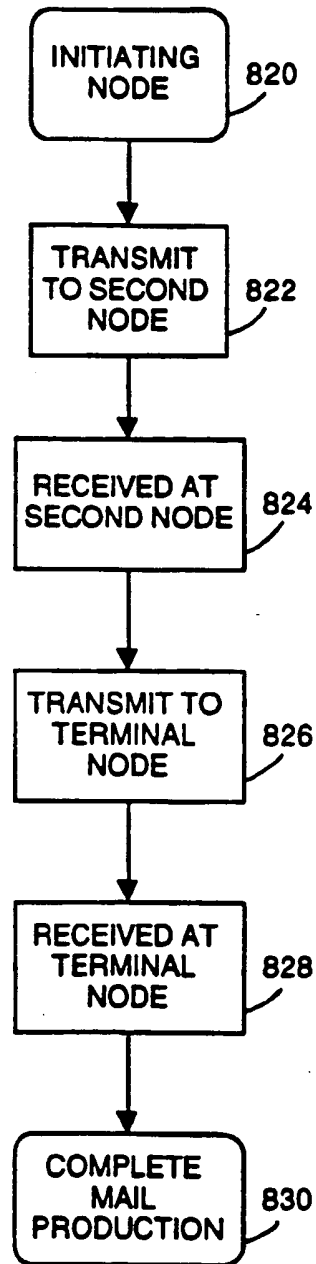 INITIATING
NODE
820
TRANSMIT
TO SECOND
NODE
822
RECEIVED AT
SECOND NODE
824
TRANSMIT TO
TERMINAL
NODE
826
RECEIVED AT
TERMINAL
NODE
828
COMPLETE
MAIL
PRODUCTION
830